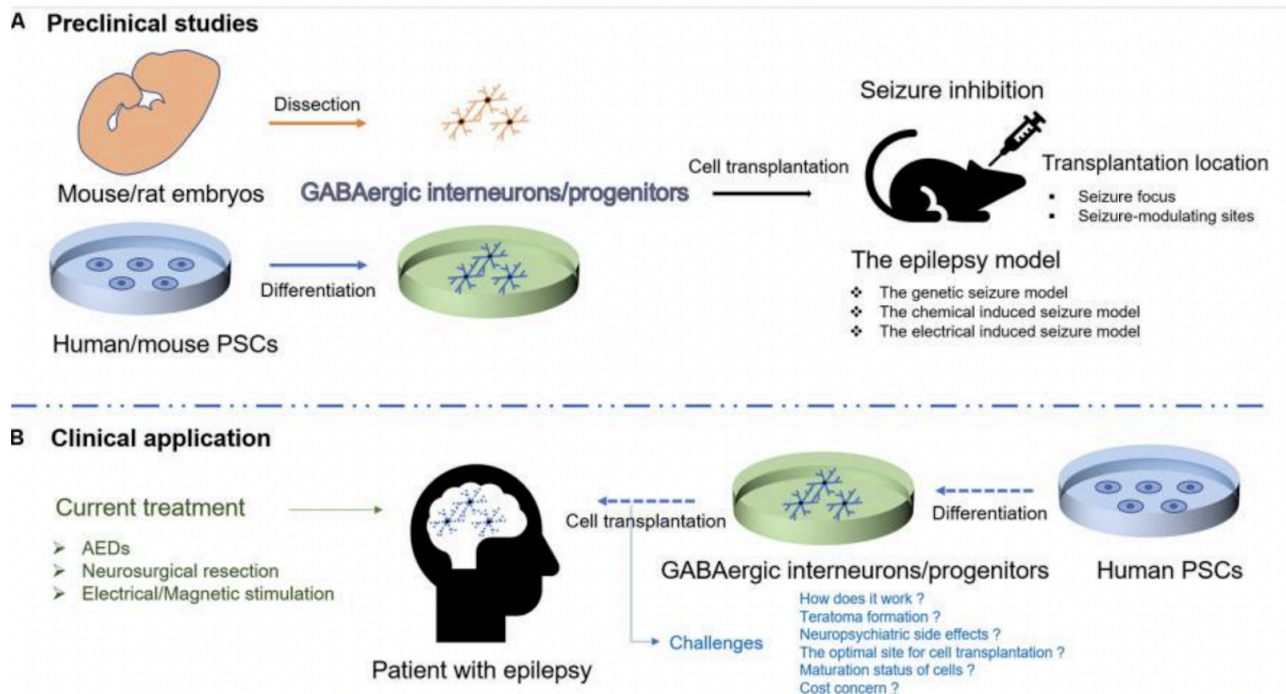 A Preclinical studies
Dissection
Mouse/rat embryos
GABAergic interneurons/progenitors
Differentiation
Human/mouse PSCs
Cell transplantation
Seizure inhibition
Transplantation location
▪ Seizure focus
▪ Seizure-modulating sites
The epilepsy model
❖ The genetic seizure model
❖ The chemical induced seizure model
❖ The electrical induced seizure model
B Clinical application
Current treatment
➢ AEDs
➢ Neurosurgical resection
➢ Electrical/Magnetic stimulation
Patient with epilepsy
Cell transplantation
GABAergic interneurons/progenitors
Differentiation
Human PSCs
Challenges
How does it work ?
Teratoma formation ?
Neuropsychiatric side effects ?
The optimal site for cell transplantation ?
Maturation status of cells ?
Cost concern ?